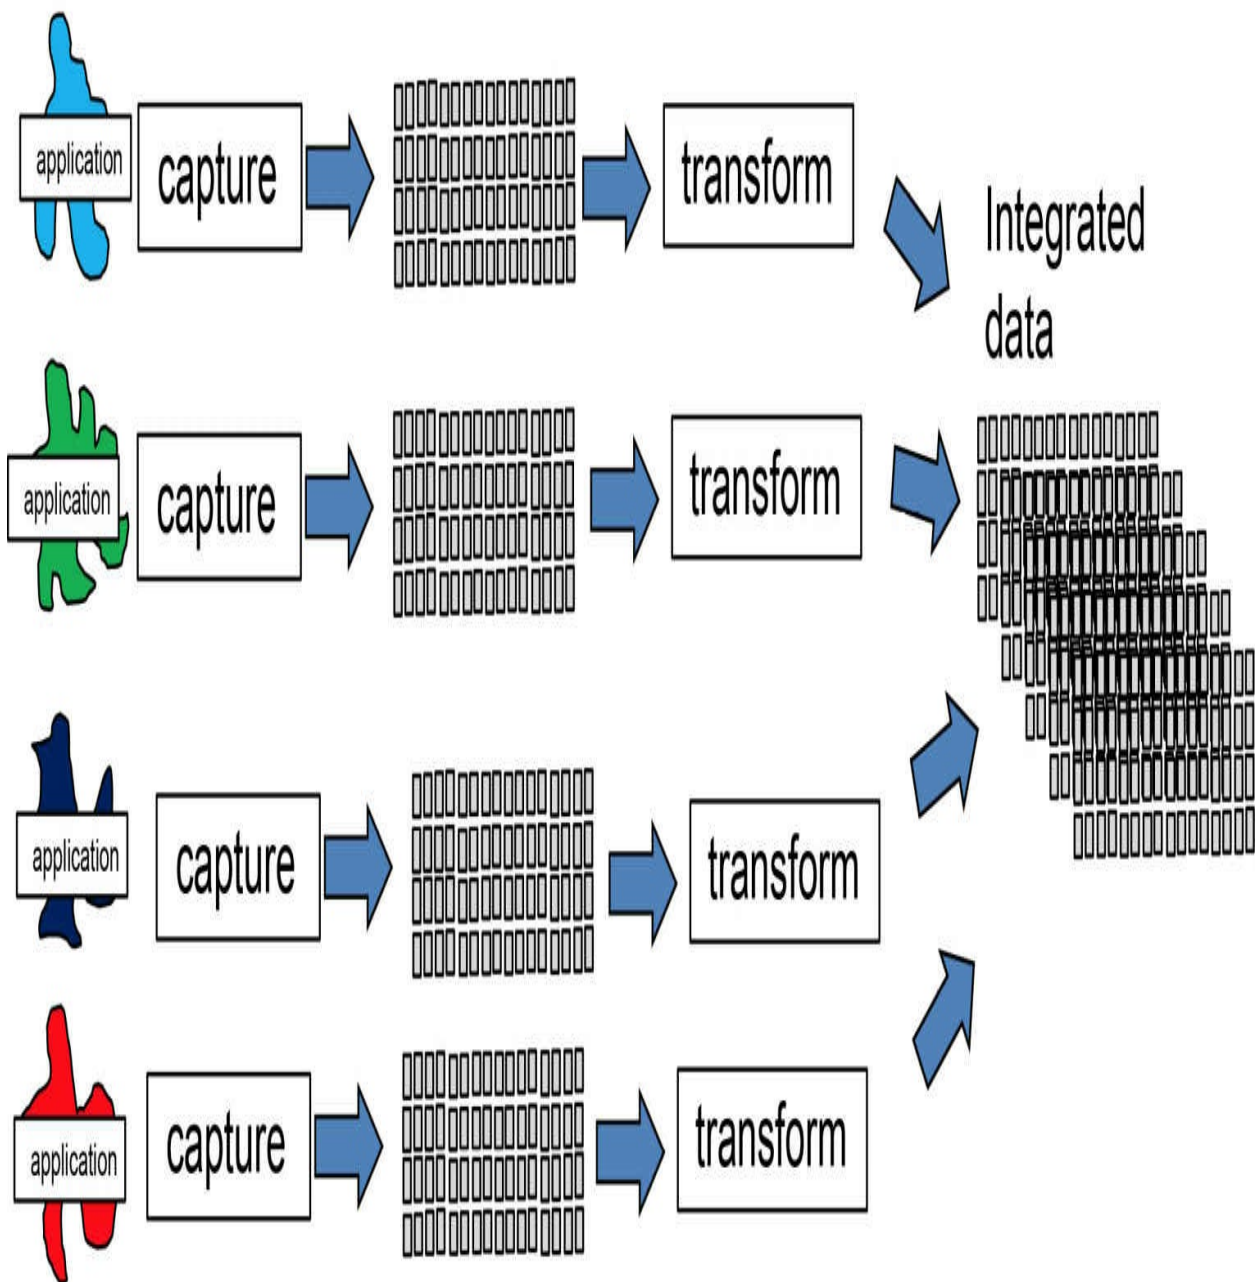 application
capture
transform
Integrated
data
application
capture
transform
application
capture
transform
application
capture
transform